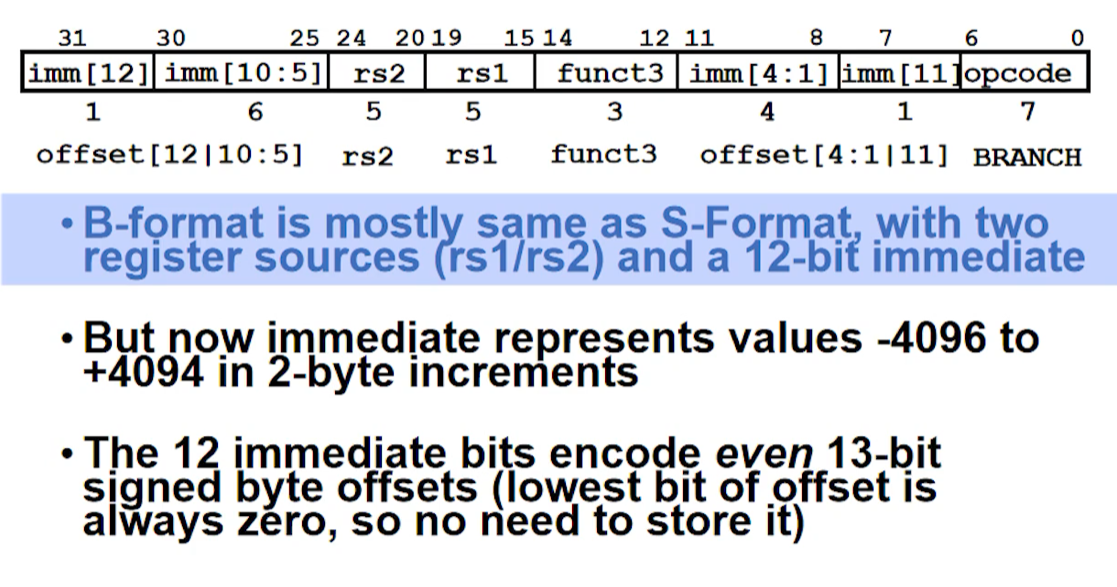 31 30 25 24 20 19 15 14 12 11 8 7 6 0
imm[12] imm[10:5] rs2 rs1 funct3 imm[4:1] imm[11] opcode
1 6 5 5 3 4 1 7
offset[12|10:5] rs2 rs1 funct3 offset[4:1|11] BRANCH
• B-format is mostly same as S-Format, with two
register sources (rs1/rs2) and a 12-bit immediate
• But now immediate represents values -4096 to
+4094 in 2-byte increments
• The 12 immediate bits encode even 13-bit
signed byte offsets (lowest bit of offset is
always zero, so no need to store it)